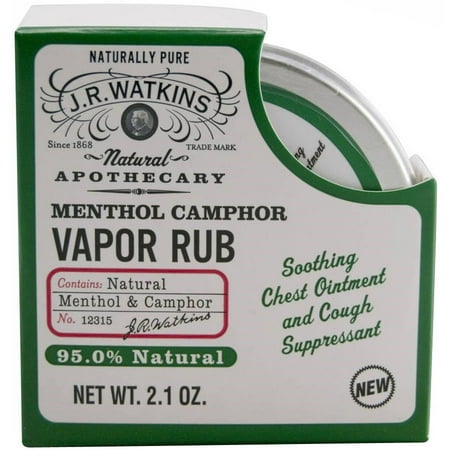 NATURALLY PURE
J.R. WATKINS
Since 1868
TRADE MARK
Natural
APOTHECARY
MENTHOL CAMPHOR
VAPOR RUB
Contains: Natural
Menthol & Camphor
No. 12315 J.R. Watkins
95.0% Natural
NET WT. 2.1 OZ.
Soothing
Chest Ointment
and Cough
Suppressant
NEW